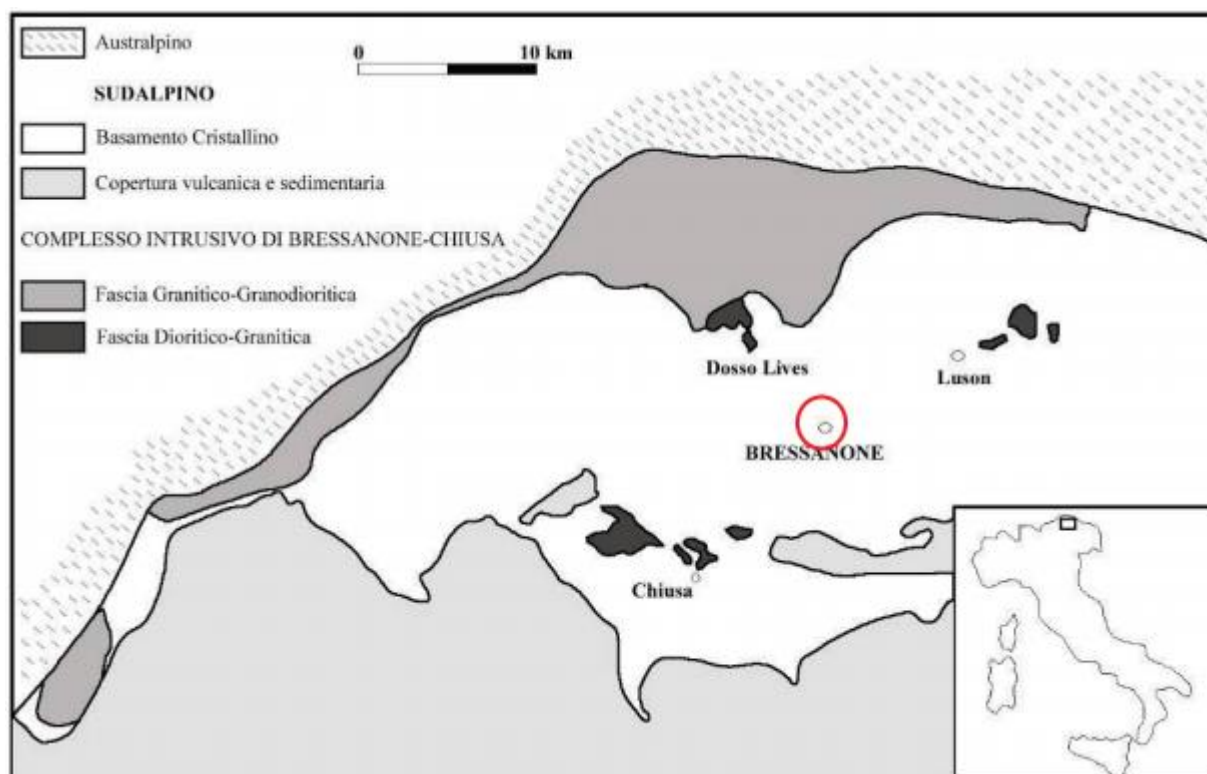 Australpino
0 10 km
SUDALPINO
Basamento Cristallino
Copertura vulcanica e sedimentaria
COMPLESSO INTRUSIVO DI BRESSANONE-CHIUSA
Fascia Granitico-Granodioritica
Fascia Dioritico-Granitica
Dosso Lives
Luson
BRESSANONE
Chiusa